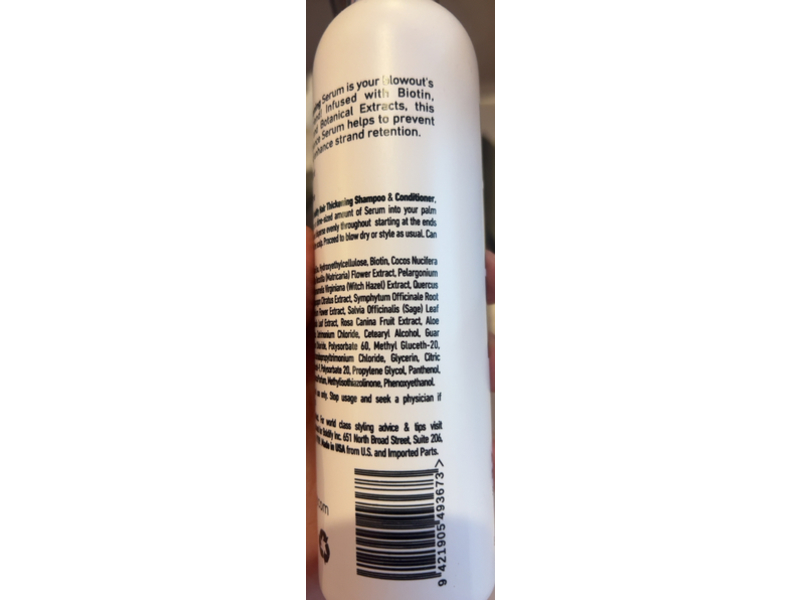 Serum is your blowout's
Infused with Biotin,
Botanical Extracts, this
Serum helps to prevent
enhance strand retention.
Hair Thickening Shampoo & Conditioner,
amount of Serum into your palm
evenly throughout starting at the ends
Proceed to blow dry or style as usual. Can
Hydroxyethylcellulose, Biotin, Cocos Nucifera
(Matricaria) Flower Extract, Pelargonium
Virginiana (Witch Hazel) Extract, Quercus
Citratus Extract, Symphytum Officinale Root
Flower Extract, Salvia Officinalis (Sage) Leaf
Leaf Extract, Rosa Canina Fruit Extract, Aloe
Chloride, Cetearyl Alcohol, Guar
Polysorbate 60, Methyl Gluceth-20,
Chloride, Glycerin, Citric
Polysorbate 20, Propylene Glycol, Panthenol,
Methylisothiazolinone, Phenoxyethanol.
use only. Stop usage and seek a physician if
For world class styling advice & tips visit
Inc. 651 North Broad Street, Suite 206,
Made in USA from U.S. and Imported Parts.
.com
9 421905 493673 >